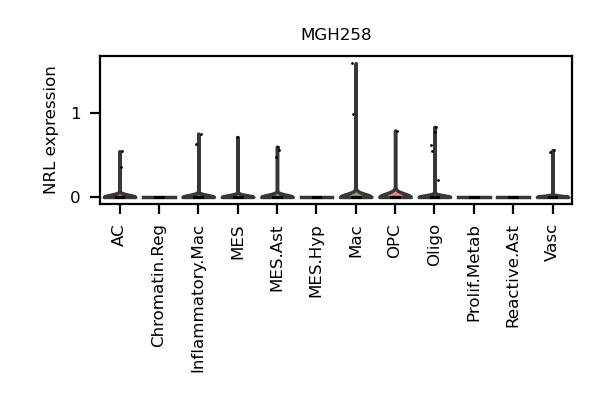 MGH258
NRL expression
1
0
AC
Chromatin.Reg
Inflammatory.Mac
MES
MES.Ast
MES.Hyp
Mac
OPC
Oligo
Prolif.Metab
Reactive.Ast
Vasc